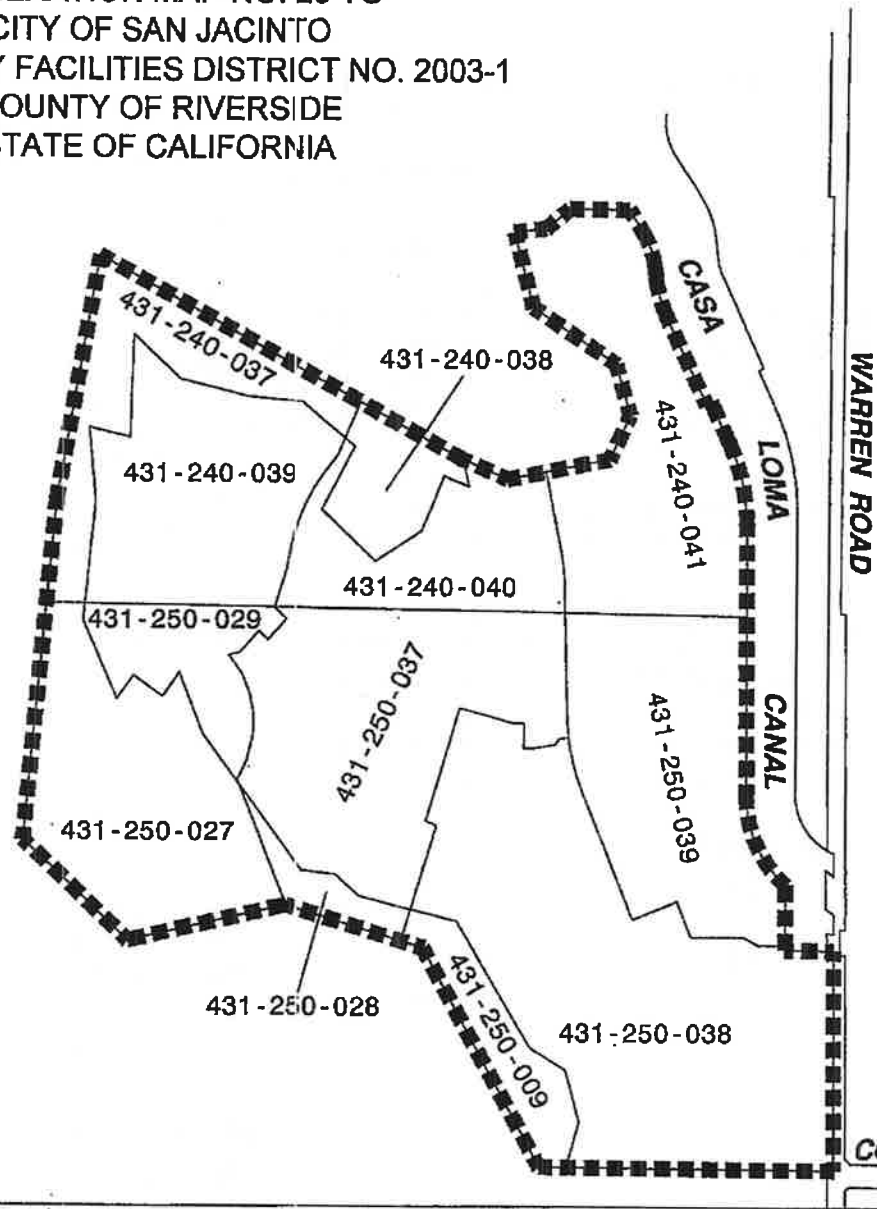 CITY OF SAN JACINTO
FACILITIES DISTRICT NO. 2003-1
COUNTY OF RIVERSIDE
STATE OF CALIFORNIA
CASA
431-240-037
431-240-038
WARREN ROAD
431-240-041
LOMA
431-240-039
431-240-040
431-250-029
431-250-037
CANAL
431-250-039
431-250-027
431-250-028
431-250-009
431-250-038